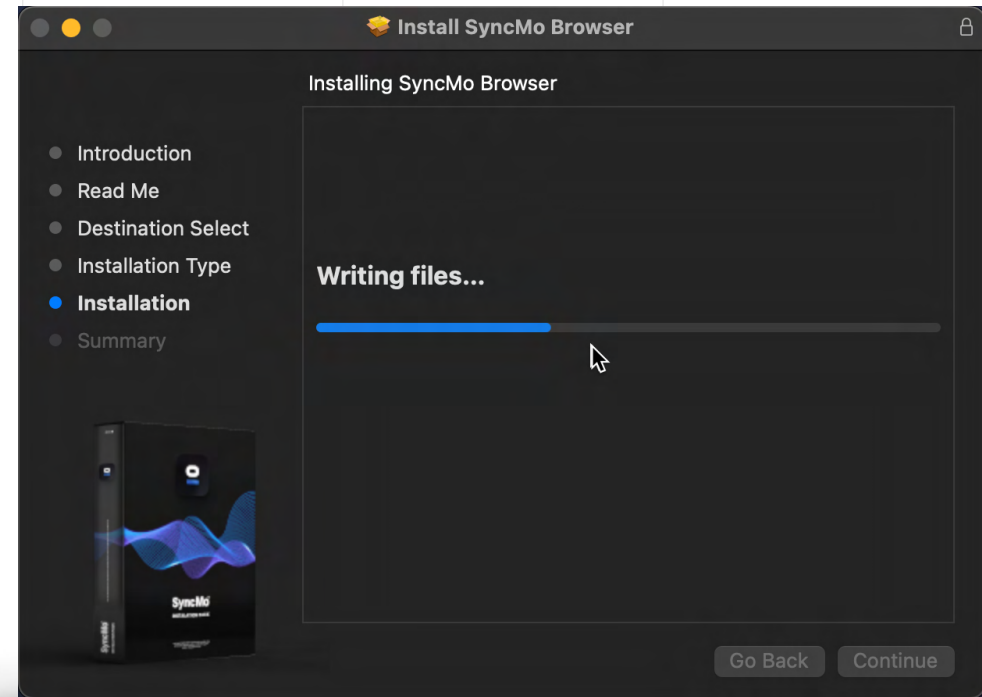 Install SyncMo Browser
Installing SyncMo Browser
Introduction
Read Me
Destination Select
Installation Type
Installation
Summary
Writing files...
SyncMo
SyncMo
Go Back
Continue